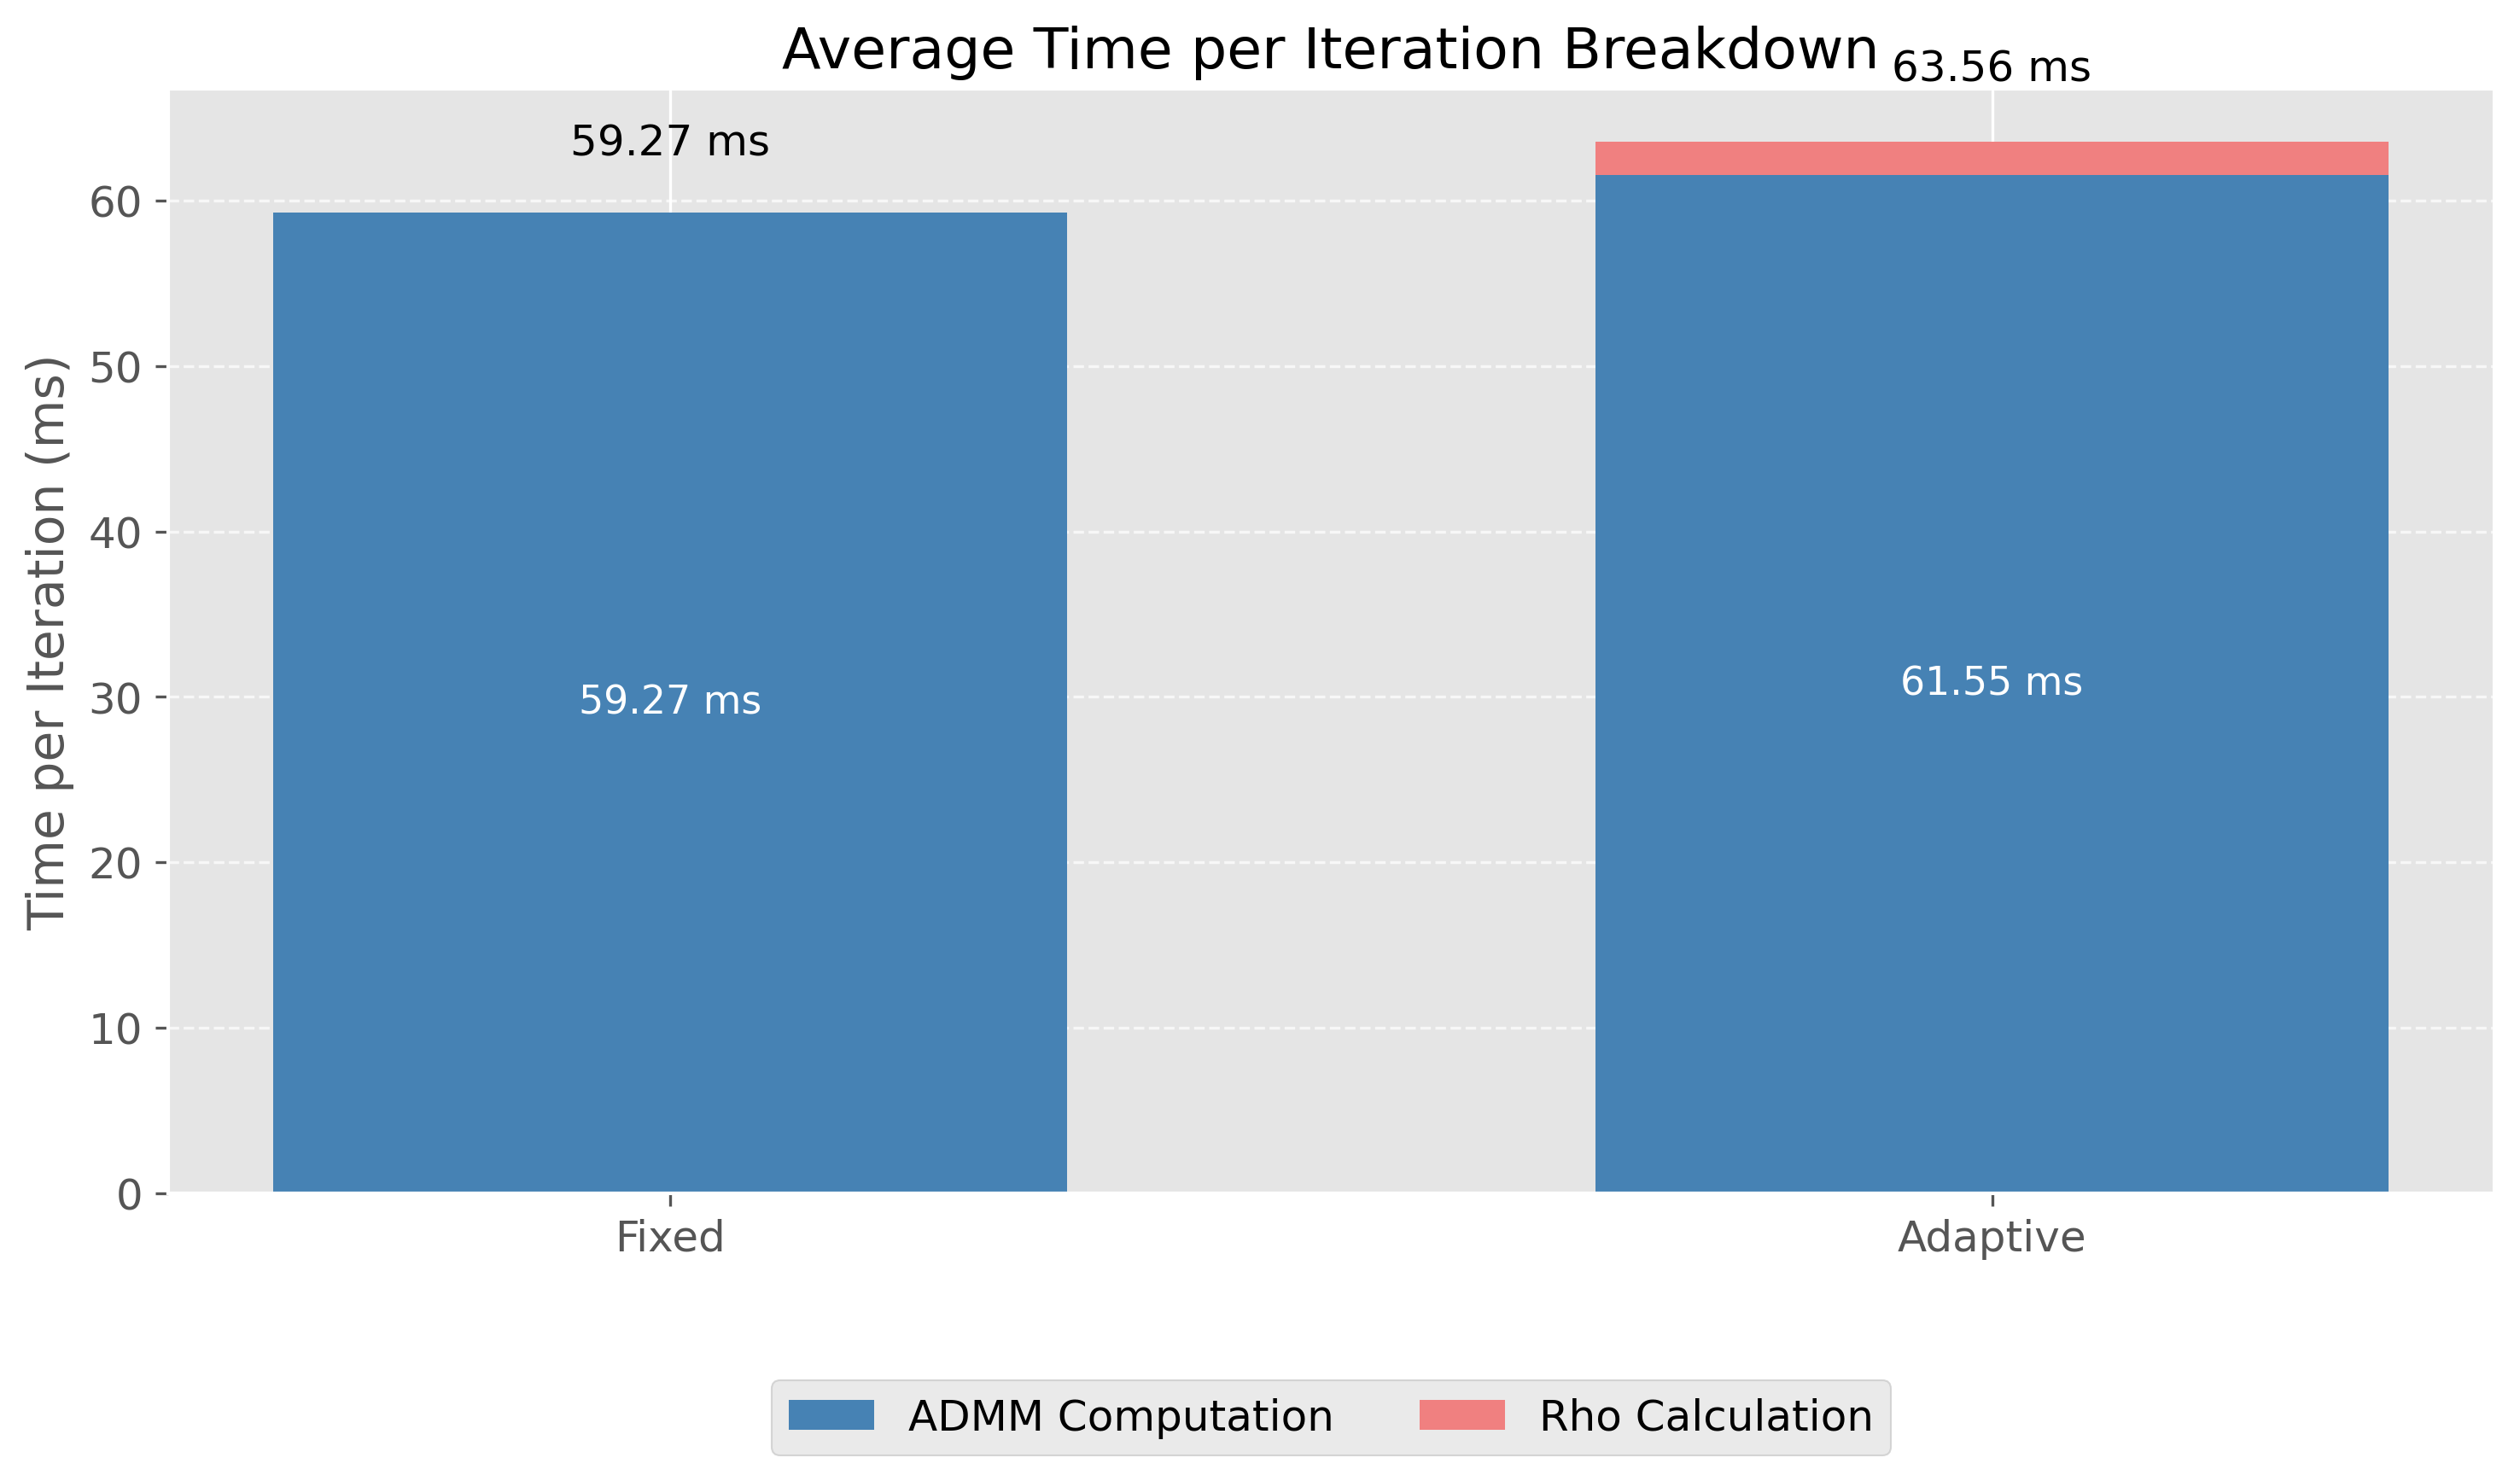 Average Time per Iteration Breakdown
63.56 ms
59.27 ms
Time per Iteration (ms)
60
50
40
30
20
10
0
59.27 ms
61.55 ms
Fixed
Adaptive
ADMM Computation
Rho Calculation